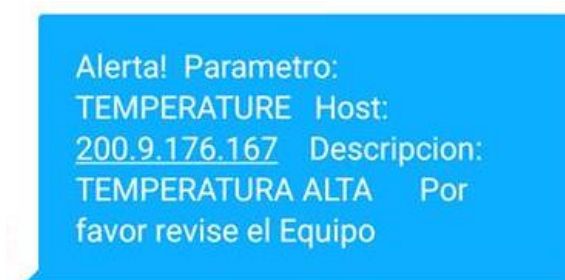 Alerta! Parametro:
TEMPERATURE Host:
200.9.176.167 Descripcion:
TEMPERATURA ALTA Por
favor revise el Equipo